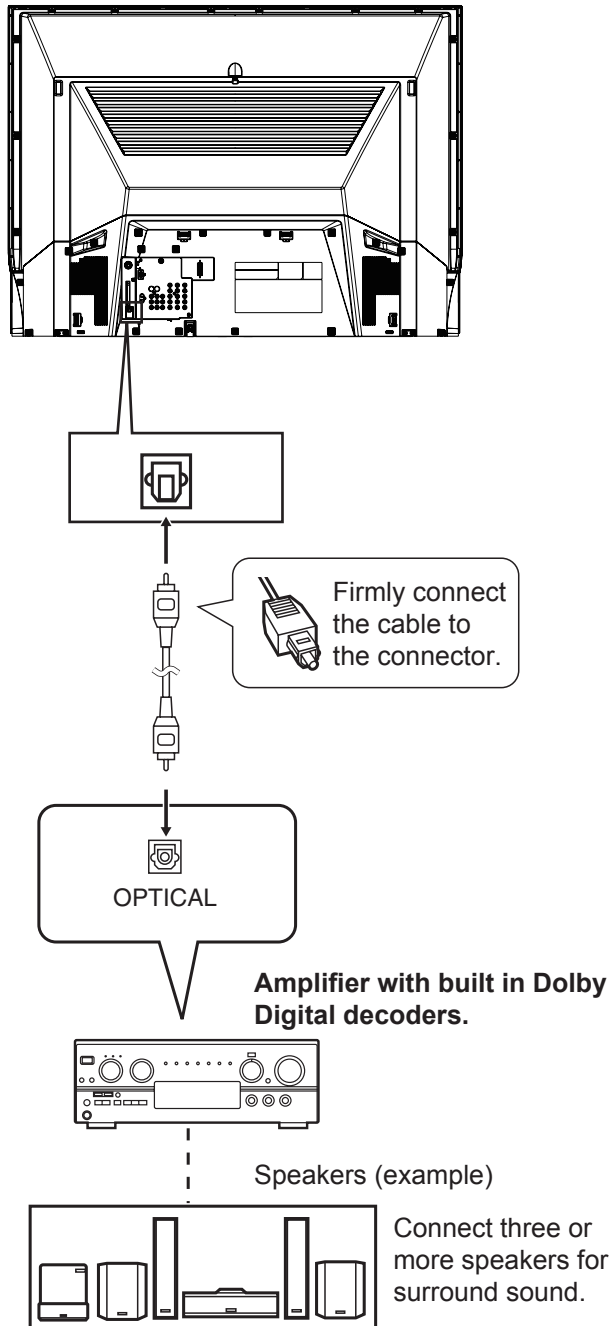 Firmly connect
the cable to
the connector.
OPTICAL
Amplifier with built in Dolby
Digital decoders.
Speakers (example)
Connect three or
more speakers for
surround sound.